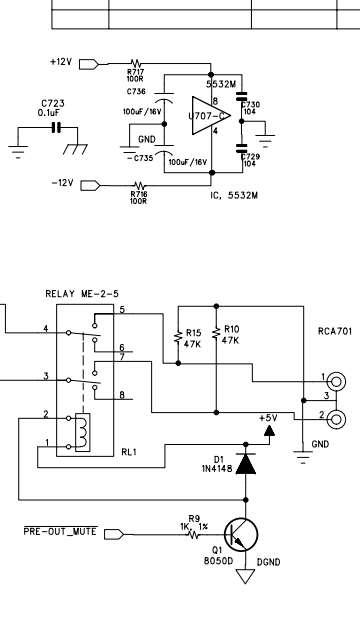 +12V
R717
100R
C736
5532M
8
C730
104
C723
0.1uF
100uF/16V
U707-C
GND
4
- C735
100uF/16V
C729
104
-12V
R716
100R
IC, 5532M
RELAY ME-2-5
5
4
6
7
3
8
2
1
RL1
R15
47K
R10
47K
RCA701
1
3
2
+5V
GND
D1
1N4148
R9
1K, 1%
PRE-OUT_MUTE
Q1
8050D
DGND